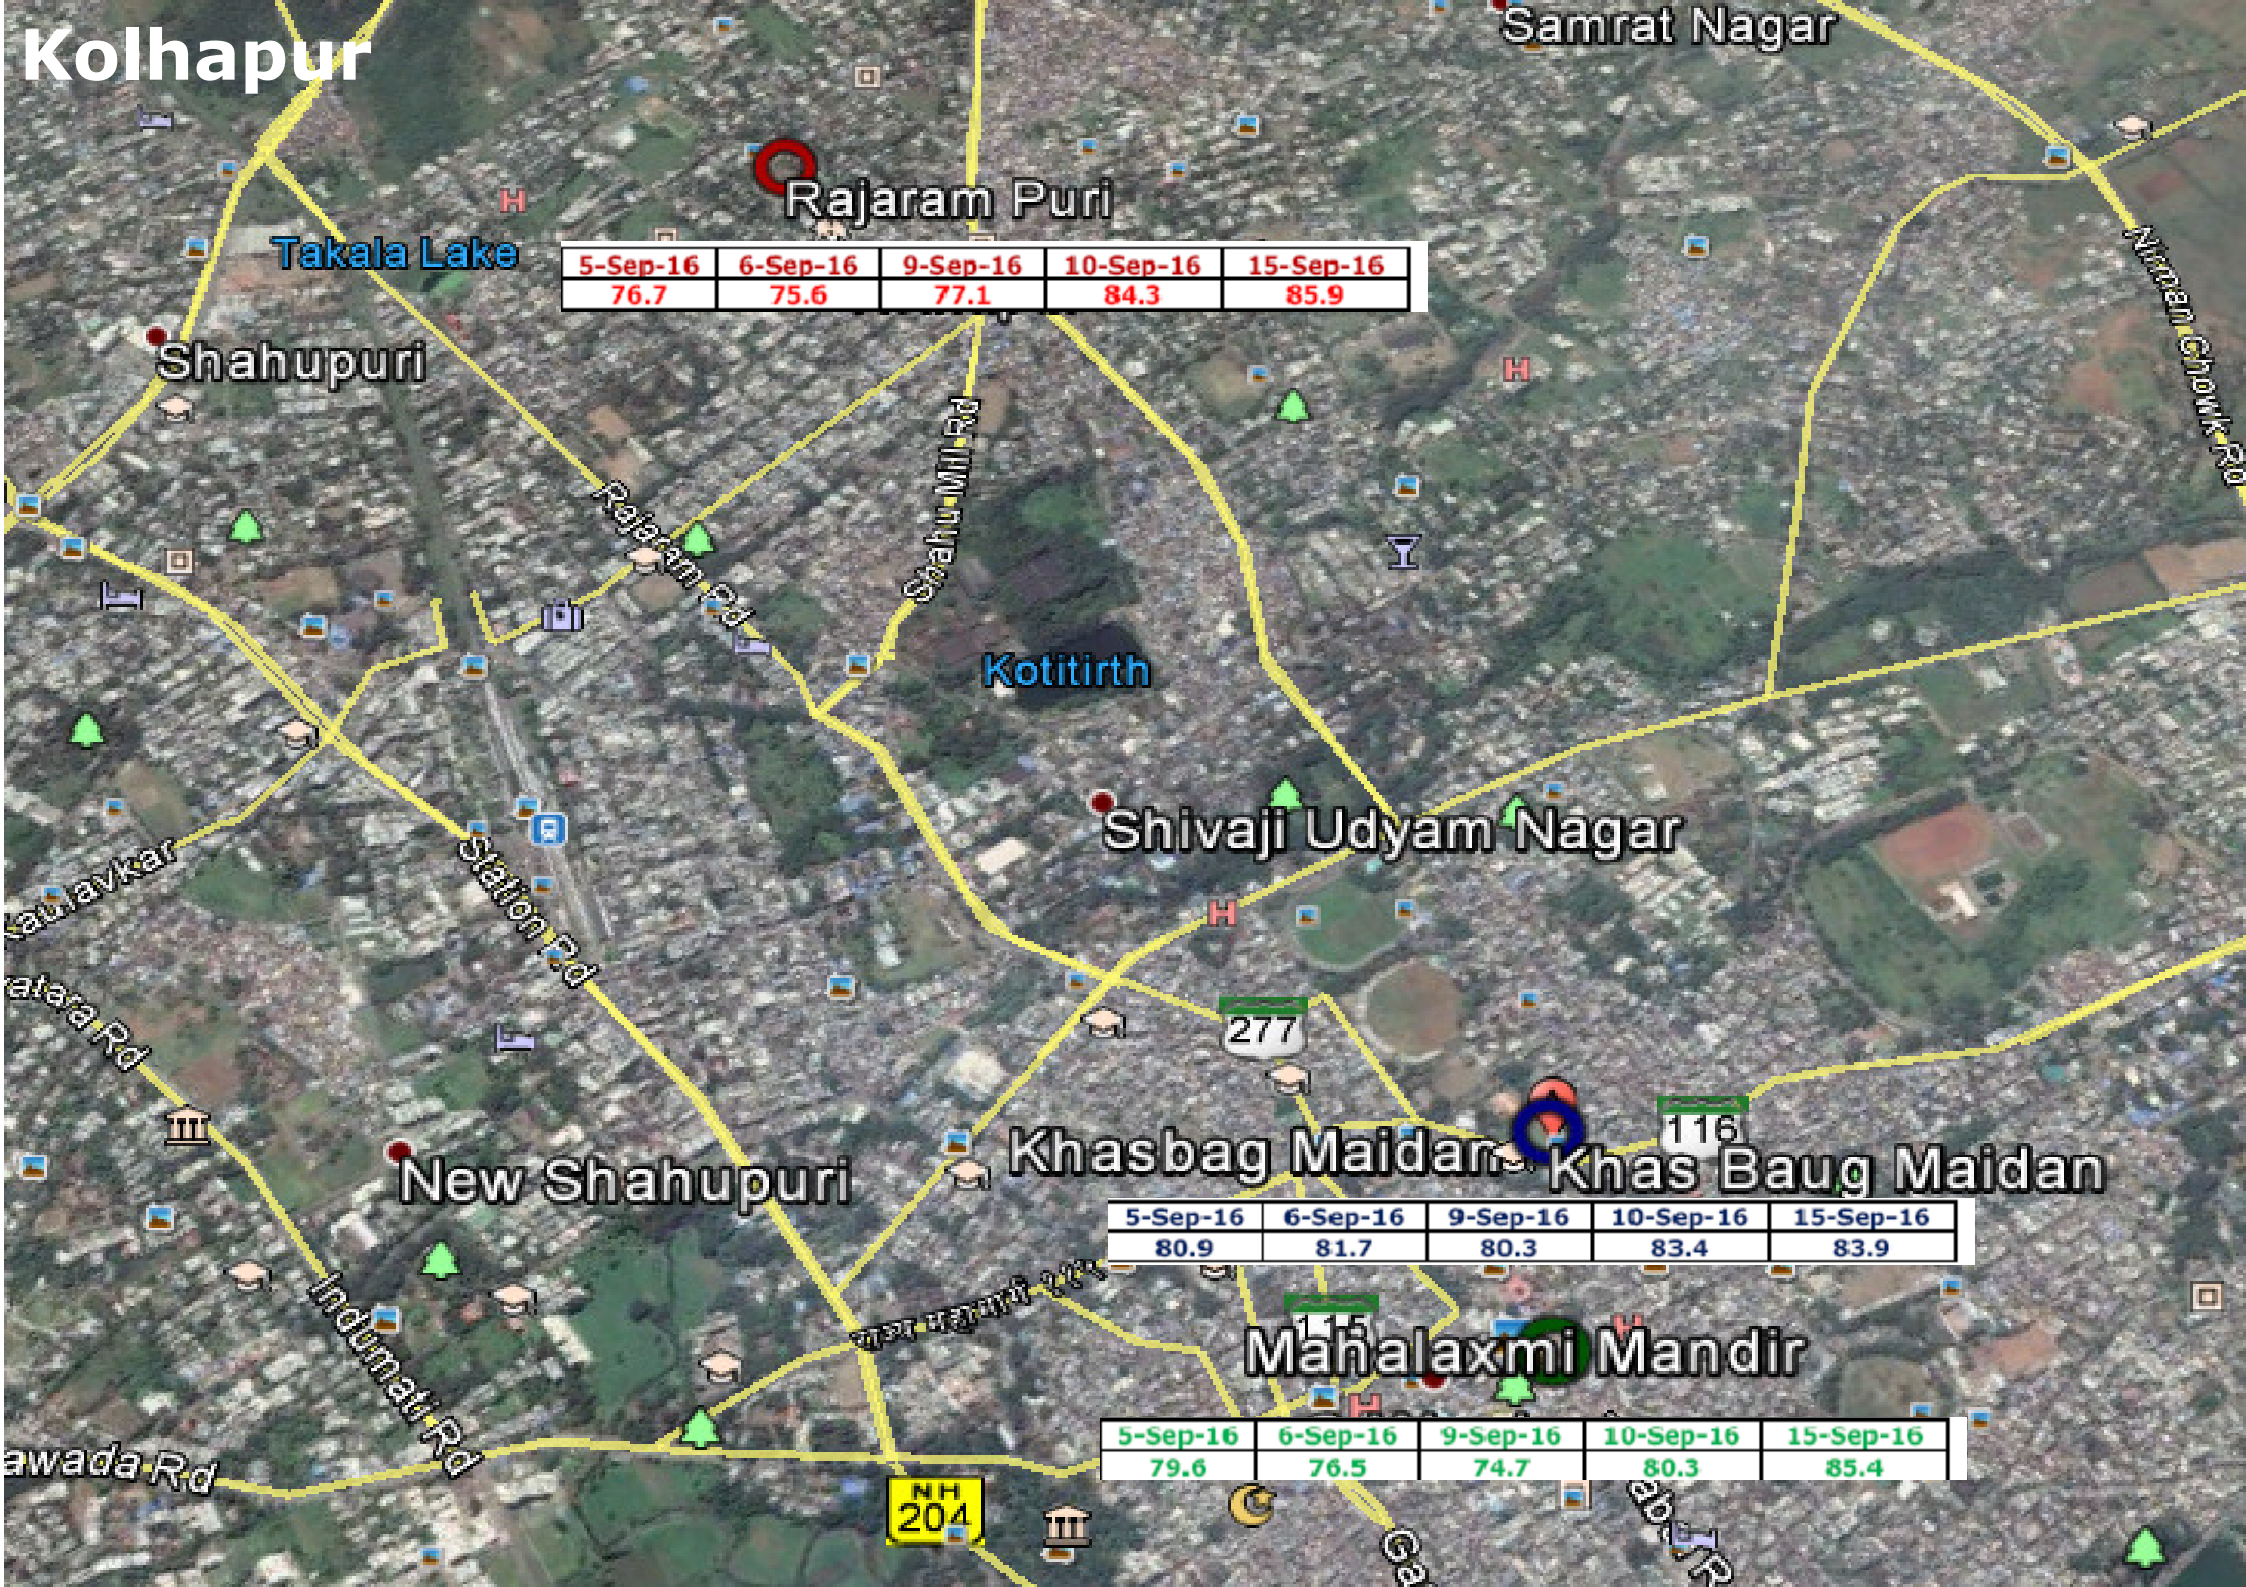 Kolhapur
Samrat Nagar
Rajaram Puri
Takala Lake
5-Sep-16 6-Sep-16 9-Sep-16 10-Sep-16 15-Sep-16
76.7 75.6 77.1 84.3 85.9
Nirman Chowk Rd
Shahupuri
Shahu Mill Rd
Rajaram Rd
Kotitirth
Shivaji Udyam Nagar
Station Rd
277
116
Khasbag Maidan
Khas Baug Maidan
New Shahupuri
5-Sep-16 6-Sep-16 9-Sep-16 10-Sep-16 15-Sep-16
80.9 81.7 80.3 83.4 83.9
Indumati Rd
Mahalaxmi Mandir
5-Sep-16 6-Sep-16 9-Sep-16 10-Sep-16 15-Sep-16
79.6 76.5 74.7 80.3 85.4
awada Rd
NH
204